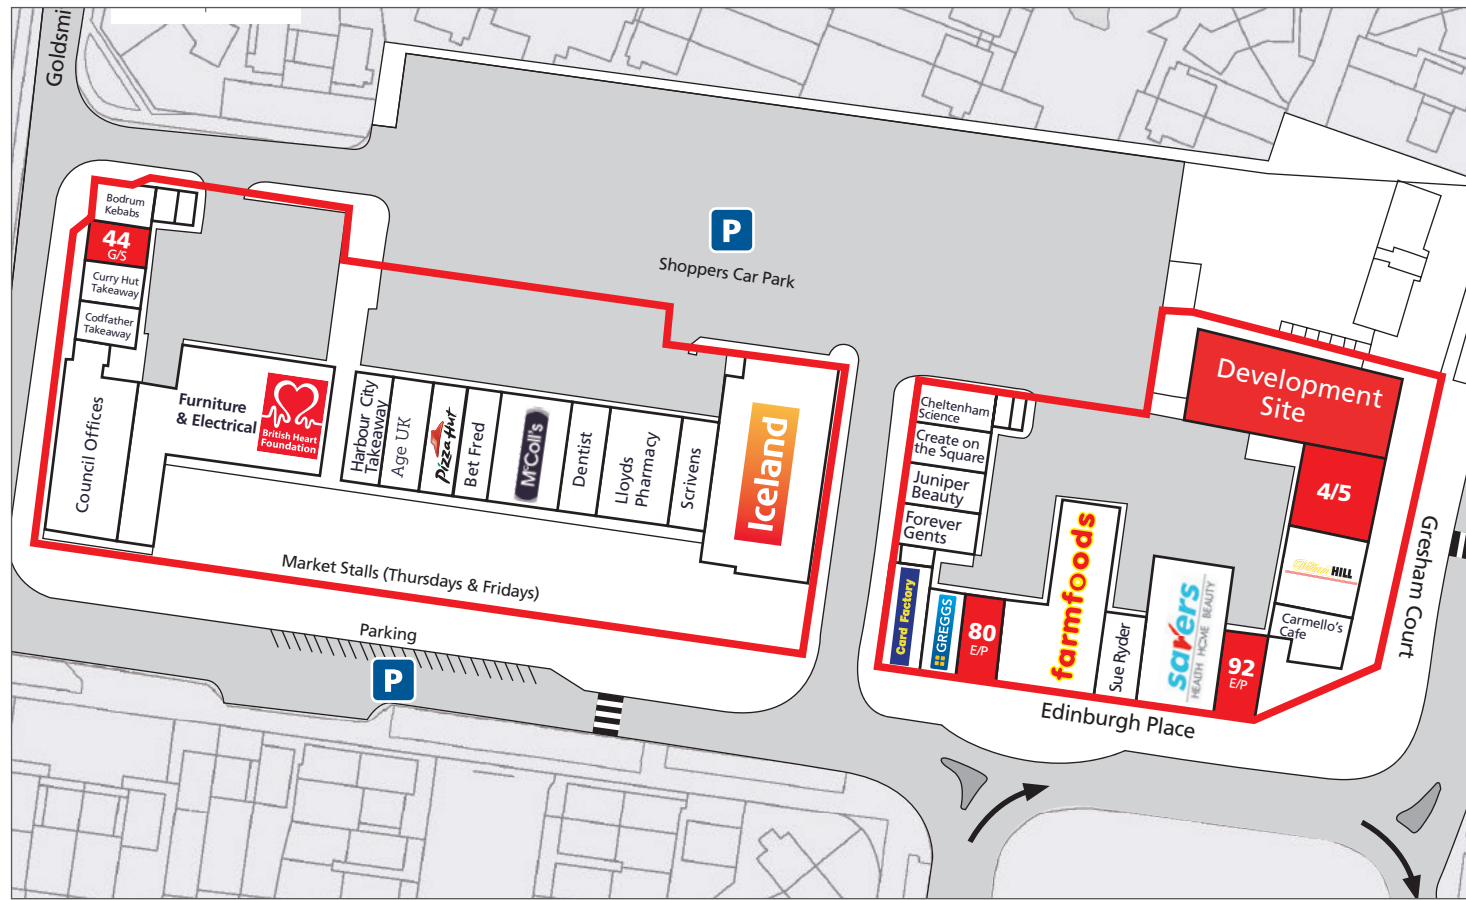 Goldsmi
Bodrum
Kebabs
44
G/S
Curry Hut
Takeaway
Codfather
Takeaway
Council Offices
Furniture
& Electrical
British Heart
Foundation
Harbour City
Takeaway
Age UK
Pizza Hut
Bet Fred
McColl's
Dentist
Lloyds
Pharmacy
Scrivens
Iceland
Market Stalls (Thursdays & Fridays)
Parking
P
P
Shoppers Car Park
Cheltenham
Science
Create on
the Square
Juniper
Beauty
Forever
Gents
Card Factory
GREGGS
80
E/P
farmfoods
Sue Ryder
savers
HEALTH HOME BEAUTY
92
E/P
Development
Site
4/5
William HILL
Carmello's
Cafe
Edinburgh Place
Gresham Court